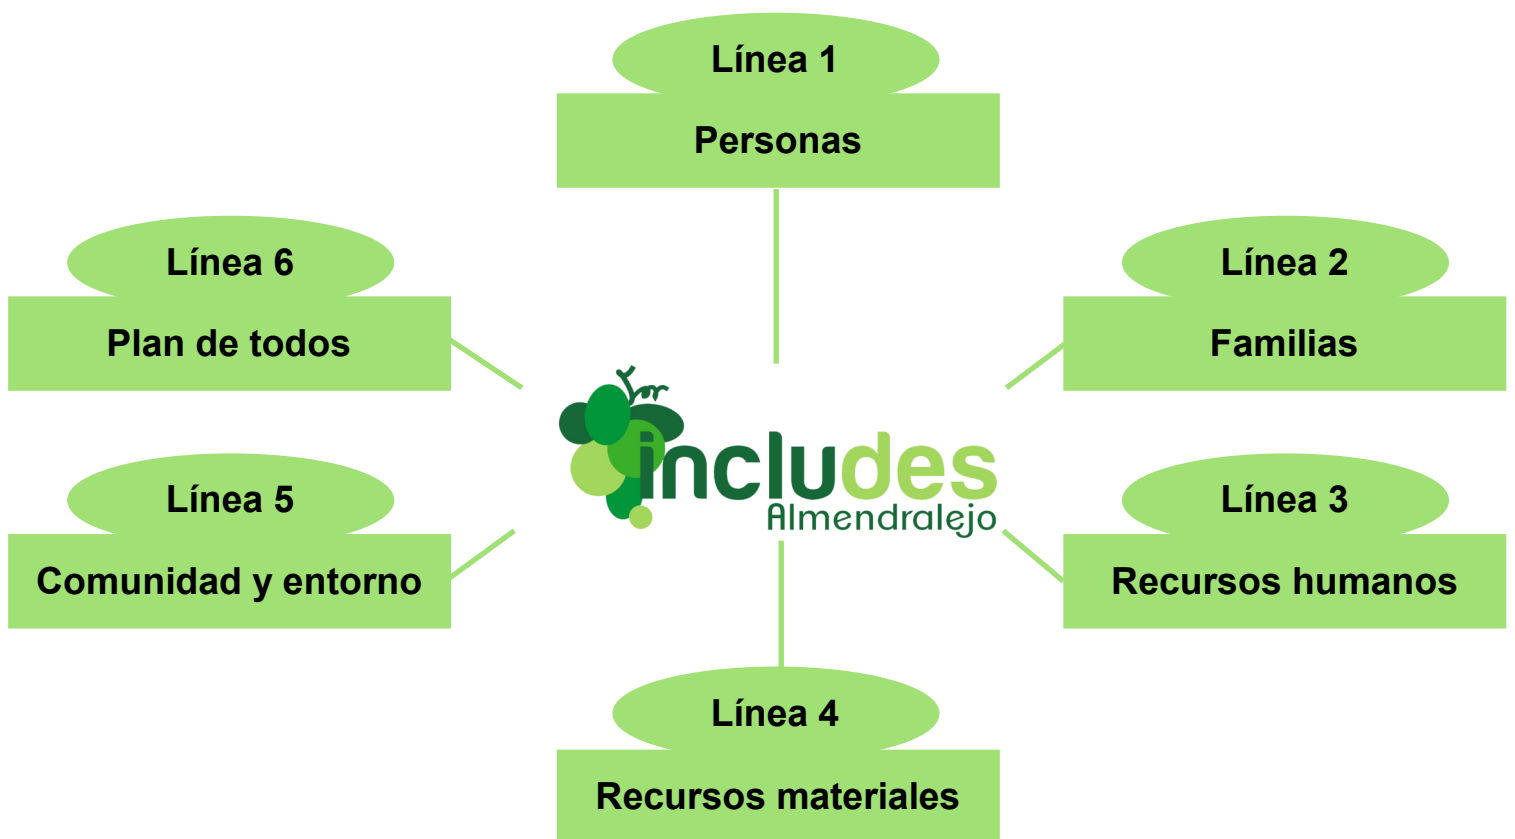 Línea 1
Personas
Línea 6
Plan de todos
Línea 2
Familias
includes
Almendralejo
Línea 5
Comunidad y entorno
Línea 3
Recursos humanos
Línea 4
Recursos materiales